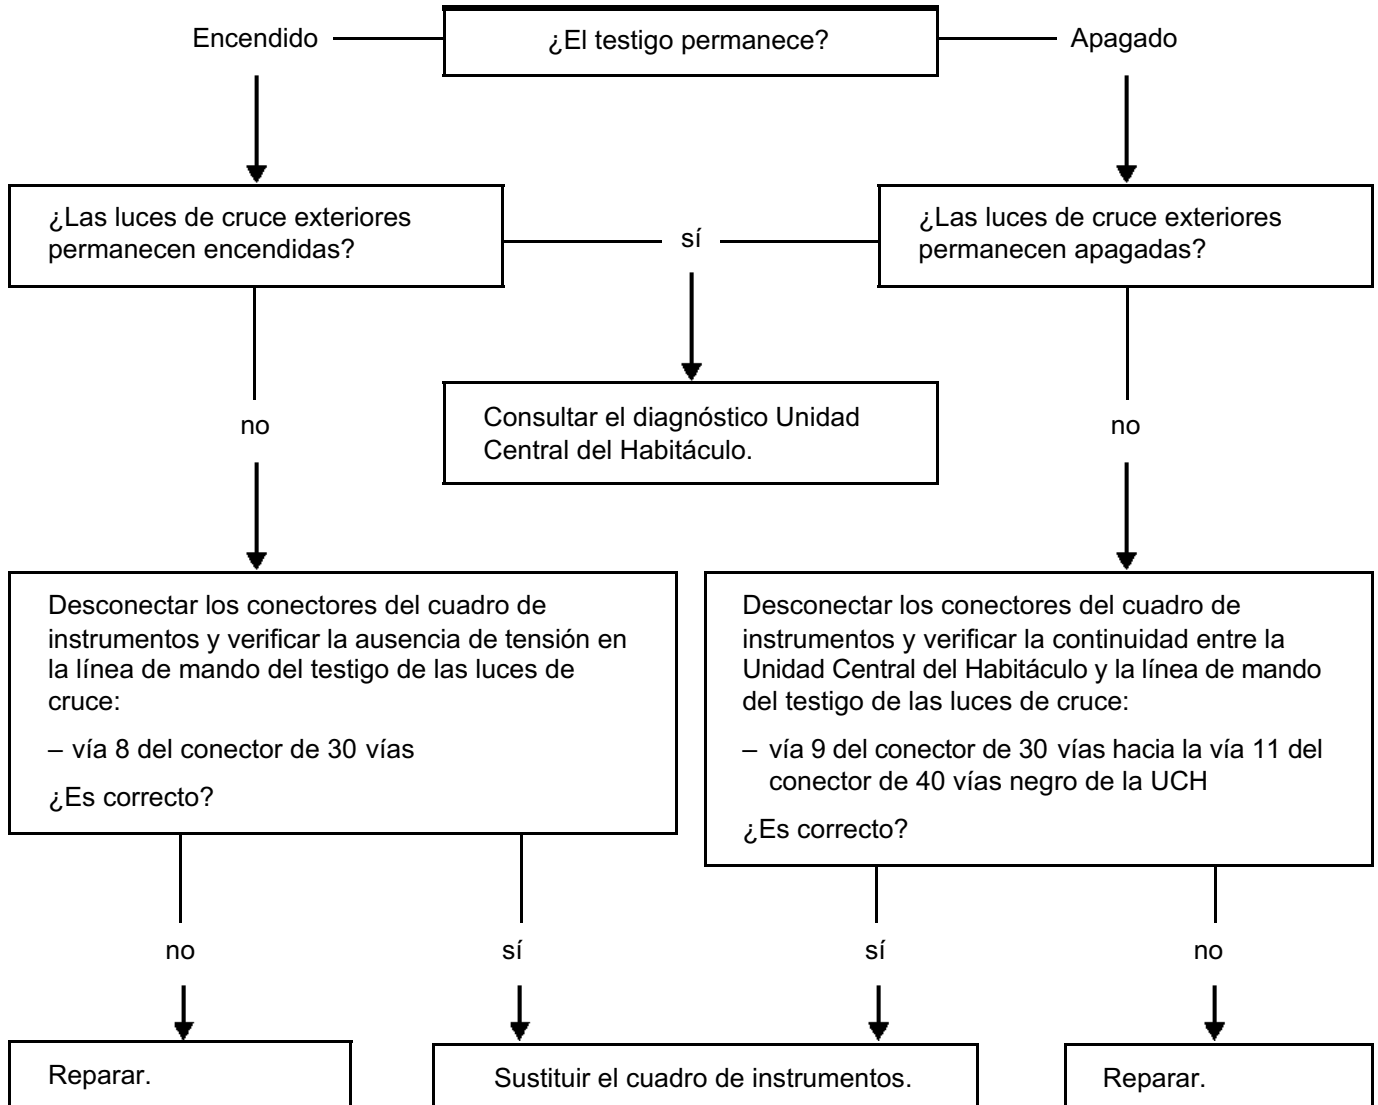 Encendido
¿El testigo permanece?
Apagado
¿Las luces de cruce exteriores
permanecen encendidas?
sí
¿Las luces de cruce exteriores
permanecen apagadas?
no
Consultar el diagnóstico Unidad
Central del Habitáculo.
no
Desconectar los conectores del cuadro de
instrumentos y verificar la ausencia de tensión en
la línea de mando del testigo de las luces de
cruce:
– vía 8 del conector de 30 vías
¿Es correcto?
Desconectar los conectores del cuadro de
instrumentos y verificar la continuidad entre la
Unidad Central del Habitáculo y la línea de mando
del testigo de las luces de cruce:
– vía 9 del conector de 30 vías hacia la vía 11 del
conector de 40 vías negro de la UCH
¿Es correcto?
no
sí
sí
no
Reparar.
Sustituir el cuadro de instrumentos.
Reparar.